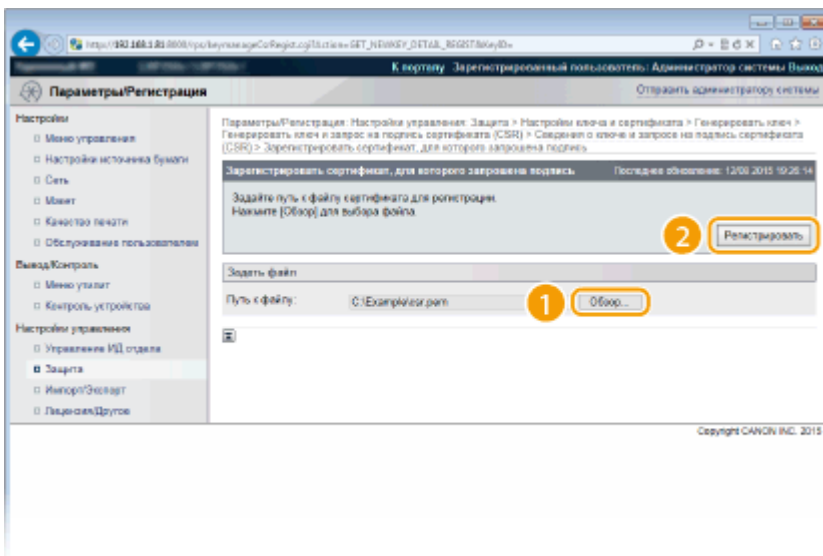 К порталу Зарегистрированный пользователь: Администратор системы Выход
Параметры/Регистрация
Отправить администратору системы
Настройки
Меню управления
Настройки источника бумаги
Сеть
Макет
Качество печати
Обслуживание пользователем
Вывод/Контроль
Меню утилит
Контроль устройства
Настройки управления
Управление ИД отдела
Защита
Импорт/Экспорт
Лицензия/Другое
Параметры/Регистрация: Настройки управления: Защита > Настройки ключа и сертификата > Генерировать ключ >
Генерировать ключ и запрос на подпись сертификата (CSR) > Сведения о ключе и запросе на подпись сертификата
(CSR) > Зарегистрировать сертификат, для которого запрошена подпись
Зарегистрировать сертификат, для которого запрошена подпись
Последнее обновление: 12/08 2015 19:26:14
Задайте путь к файлу сертификата для регистрации.
Нажмите [Обзор] для выбора файла.
2
Регистрировать
Задать файл
Путь к файлу:
C:\Example\csr.pem
1
Обзор...
Copyright CANON INC. 2015